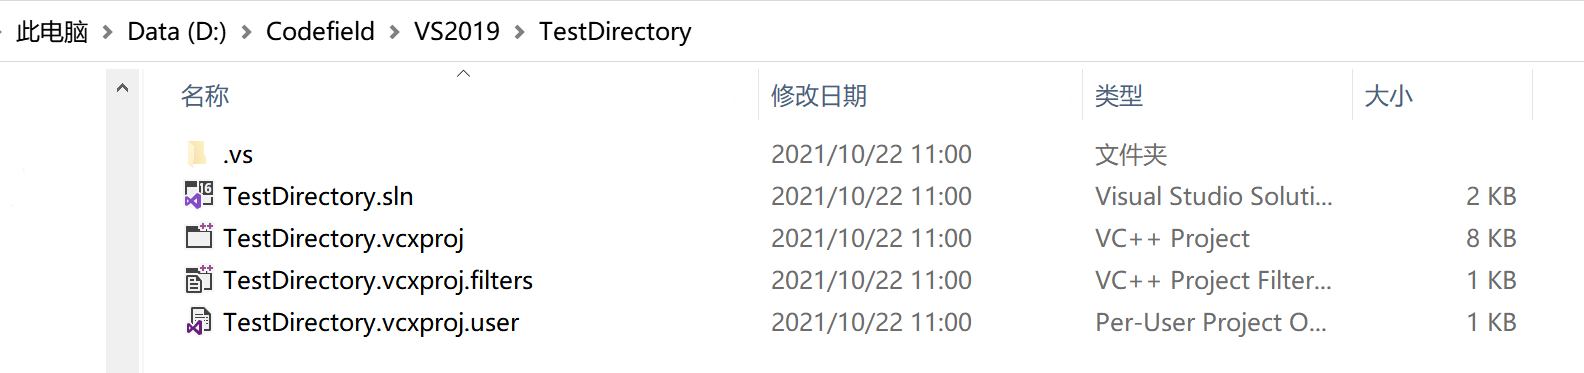 此电脑 > Data (D:) > Codefield > VS2019 > TestDirectory
名称 修改日期 类型 大小
.vs 2021/10/22 11:00 文件夹
TestDirectory.sln 2021/10/22 11:00 Visual Studio Soluti... 2 KB
TestDirectory.vcxproj 2021/10/22 11:00 VC++ Project 8 KB
TestDirectory.vcxproj.filters 2021/10/22 11:00 VC++ Project Filter... 1 KB
TestDirectory.vcxproj.user 2021/10/22 11:00 Per-User Project O... 1 KB